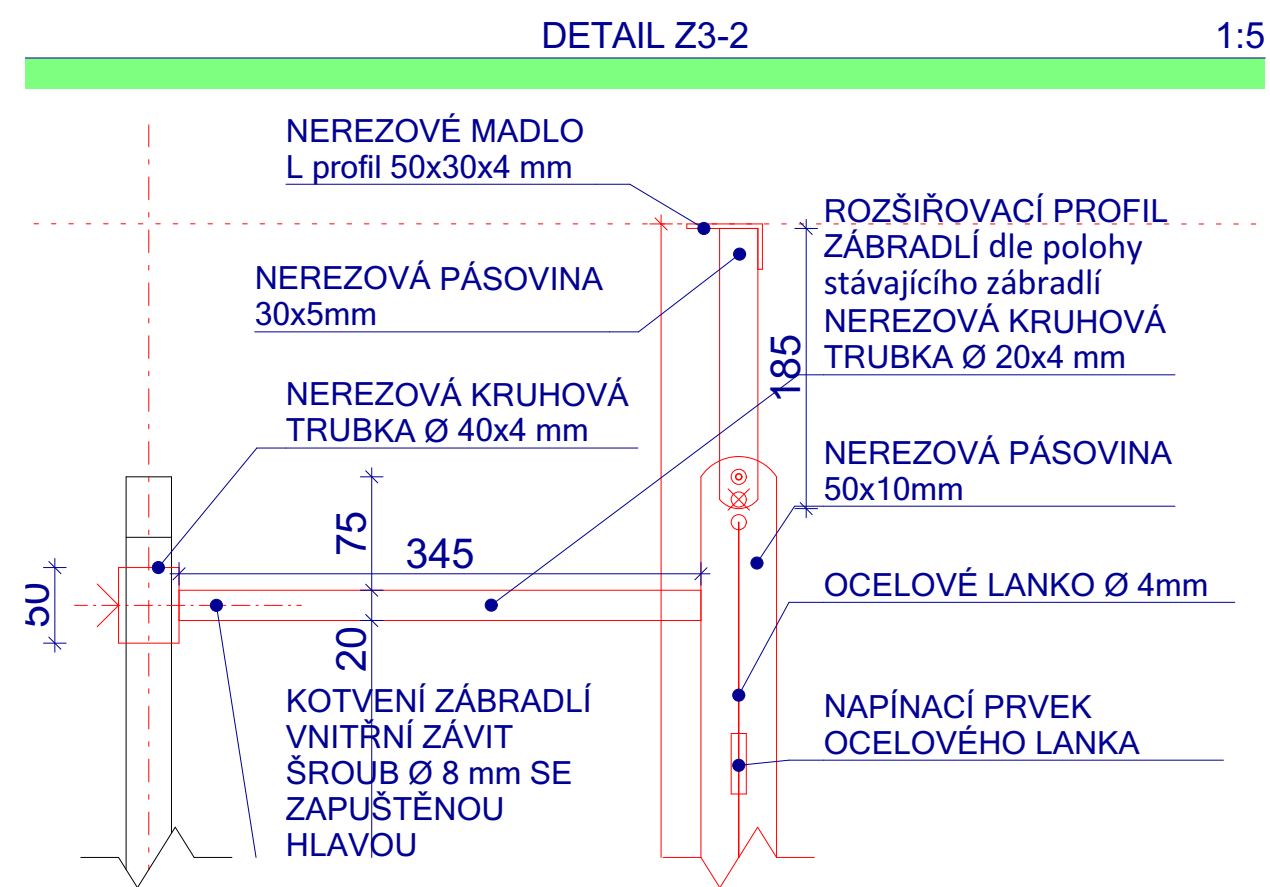 DETAIL Z3-2 1:5
NEREZOVÉ MADLO
L profil 50x30x4 mm
NEREZOVÁ PÁSOVINA
30x5mm
NEREZOVÁ KRUHOVÁ
TRUBKA Ø 40x4 mm
ROZŠIŘOVACÍ PROFIL
ZÁBRADLÍ dle polohy
stávajícího zábradlí
NEREZOVÁ KRUHOVÁ
TRUBKA Ø 20x4 mm
185
NEREZOVÁ PÁSOVINA
50x10mm
75
345
50
20
OCELOVÉ LANKO Ø 4mm
KOTVENÍ ZÁBRADLÍ
VNITŘNÍ ZÁVIT
ŠROUB Ø 8 mm SE
ZAPUŠTĚNOU
HLAVOU
NAPÍNACÍ PRVEK
OCELOVÉHO LANKA